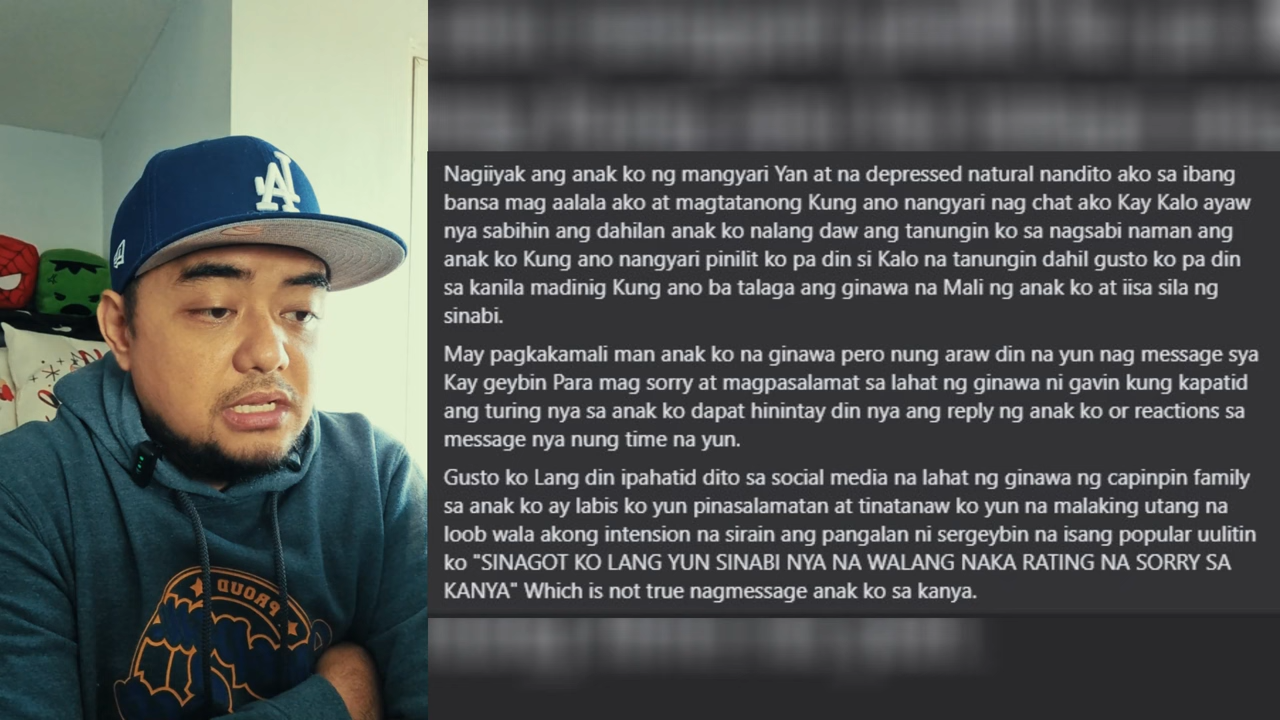 Nagiiyak ang anak ko ng mangyari Yan at na depressed natural nandito ako sa ibang
bansa mag aalala ako at magtatanong Kung ano nangyari nag chat ako Kay Kalo ayaw
nya sabihin ang dahilan anak ko nalang daw ang tanungin ko sa nagsabi naman ang
anak ko Kung ano nangyari pinilit ko pa din si Kalo na tanungin dahil gusto ko pa din
sa kanila madinig Kung ano ba talaga ang ginawa na Mali ng anak ko at iisa sila ng
sinabi.
May pagkakamali man anak ko na ginawa pero nung araw din na yun nag message sya
Kay geybin Para mag sorry at magpasalamat sa lahat ng ginawa ni gavin kung kapatid
ang turing nya sa anak ko dapat hinintay din nya ang reply ng anak ko or reactions sa
message nya nung time na yun.
Gusto ko Lang din ipahatid dito sa social media na lahat ng ginawa ng capinpin family
sa anak ko ay labis ko yun pinasalamatan at tinatanaw ko yun na malaking utang na
loob wala akong intension na sirain ang pangalan ni sergeybin na isang popular uulitin
ko "SINAGOT KO LANG YUN SINABI NYA NA WALANG NAKA RATING NA SORRY SA
KANYA" Which is not true nagmessage anak ko sa kanya.
LA
PROUD